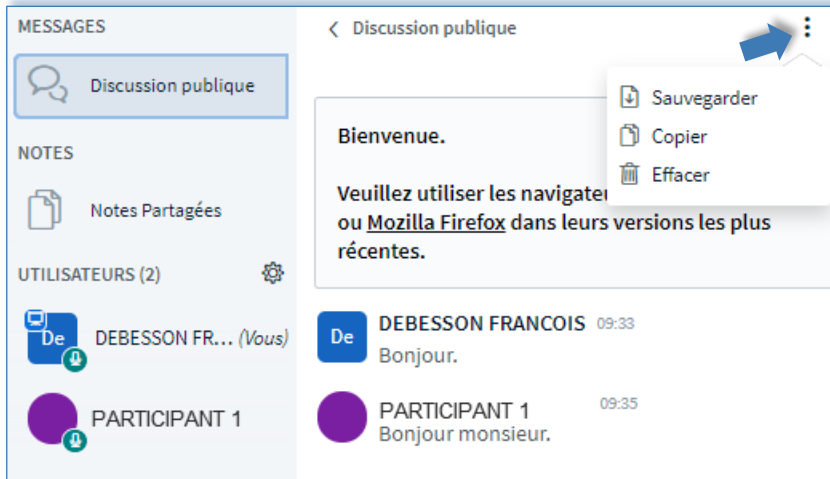 MESSAGES
Discussion publique
NOTES
Notes Partagées
UTILISATEURS (2)
De
DEBESSON FR... (Vous)
PARTICIPANT 1
Discussion publique
Sauvegarder
Copier
Effacer
Bienvenue.
Veuillez utiliser les
ou Mozilla Firefox dans leurs versions les plus
récentes.
De
DEBESSON FRANCOIS 09:33
Bonjour.
PARTICIPANT 1 09:35
Bonjour monsieur.